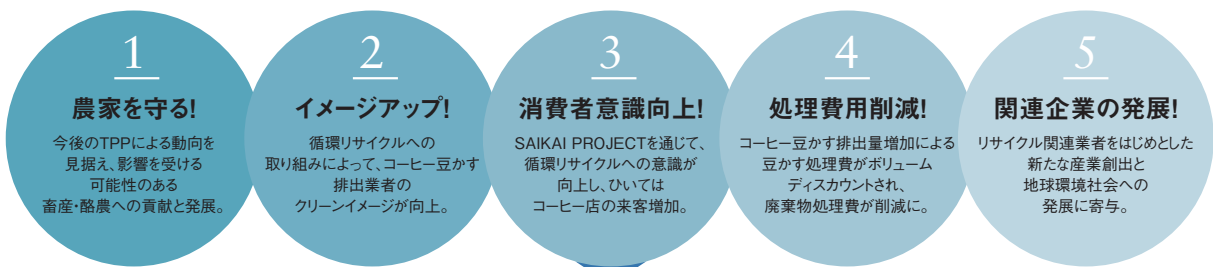 1
農家を守る!
今後のTPPによる動向を
見据え、影響を受ける
可能性のある
畜産・酪農への貢献と発展。
2
イメージアップ!
循環リサイクルへの
取り組みによって、コーヒー豆かす
排出業者の
クリーンイメージが向上。
3
消費者意識向上!
SAIKAI PROJECTを通じて、
循環リサイクルへの意識が
向上し、ひいては
コーヒー店の来客増加。
4
処理費用削減!
コーヒー豆かす排出量増加による
豆かす処理費がボリューム
ディスカウントされ、
廃棄物処理費が削減に。
5
関連企業の発展!
リサイクル関連業者をはじめとした
新たな産業創出と
地球環境社会への
発展に寄与。